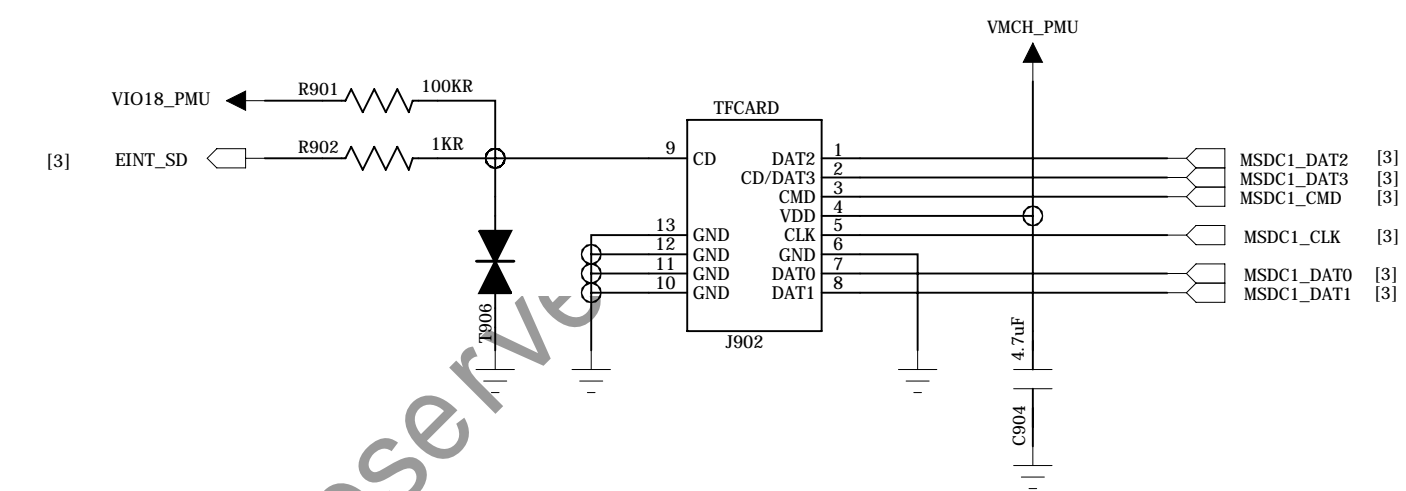 VMCH_PMU
VIO18_PMU R901 100KR
TFCARD
[3] EINT_SD R902 1KR
9 CD DAT2 1 MSDC1_DAT2 [3]
CD/DAT3 2 MSDC1_DAT3 [3]
CMD 3 MSDC1_CMD [3]
VDD 4
13 GND CLK 5 MSDC1_CLK [3]
12 GND GND 6
11 GND DAT0 7 MSDC1_DAT0 [3]
10 GND DAT1 8 MSDC1_DAT1 [3]
T906
J902
4.7uF
C904